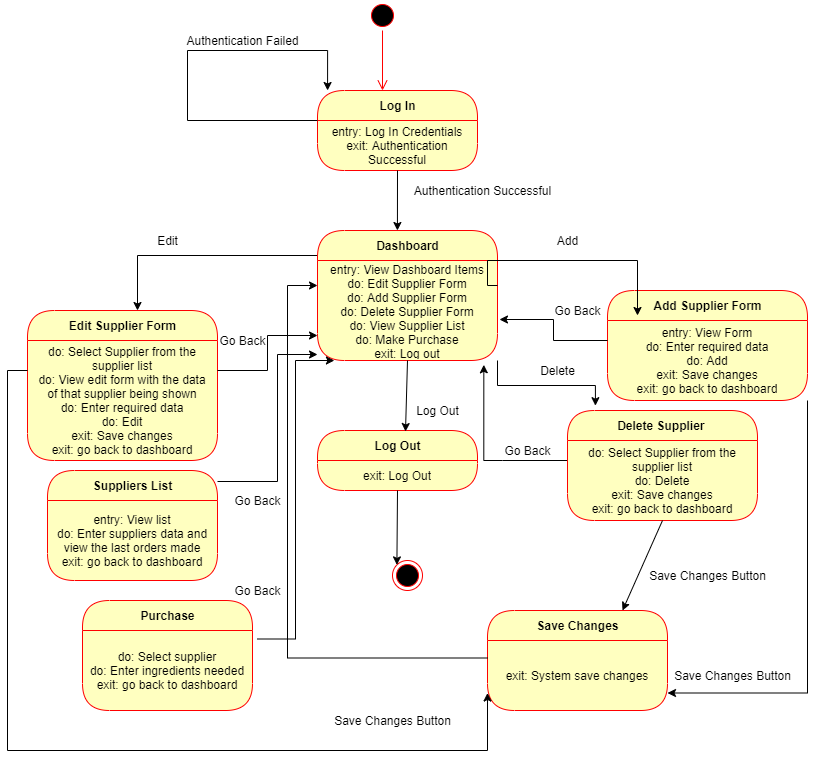 Authentication Failed
Log In
entry: Log In Credentials
exit: Authentication
Successful
Authentication Successful
Edit
Dashboard
entry: View Dashboard Items
do: Edit Supplier Form
do: Add Supplier Form
do: Delete Supplier Form
do: View Supplier List
do: Make Purchase
exit: Log out
Add
Edit Supplier Form
do: Select Supplier from the
supplier list
do: View edit form with the data
of that supplier being shown
do: Enter required data
do: Edit
exit: Save changes
exit: go back to dashboard
Go Back
Go Back
Add Supplier Form
entry: View Form
do: Enter required data
do: Add
exit: Save changes
exit: go back to dashboard
Delete
Go Back
Log Out
Delete Supplier
do: Select Supplier from the
supplier list
do: Delete
exit: Save changes
exit: go back to dashboard
Log Out
exit: Log Out
Go Back
Suppliers List
entry: View list
do: Enter suppliers data and
view the last orders made
exit: go back to dashboard
Go Back
Save Changes Button
Go Back
Purchase
do: Select supplier
do: Enter ingredients needed
exit: go back to dashboard
Save Changes
exit: System save changes
Save Changes Button
Save Changes Button